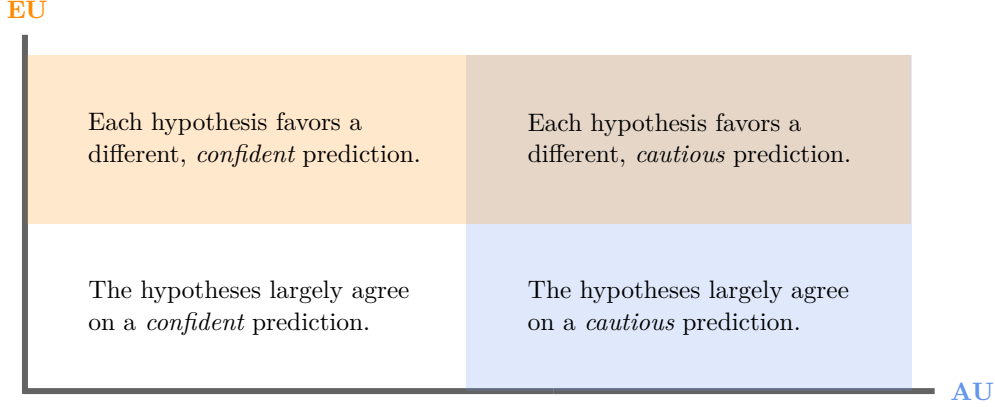 EU
Each hypothesis favors a
different, confident prediction.
Each hypothesis favors a
different, cautious prediction.
The hypotheses largely agree
on a confident prediction.
The hypotheses largely agree
on a cautious prediction.
AU